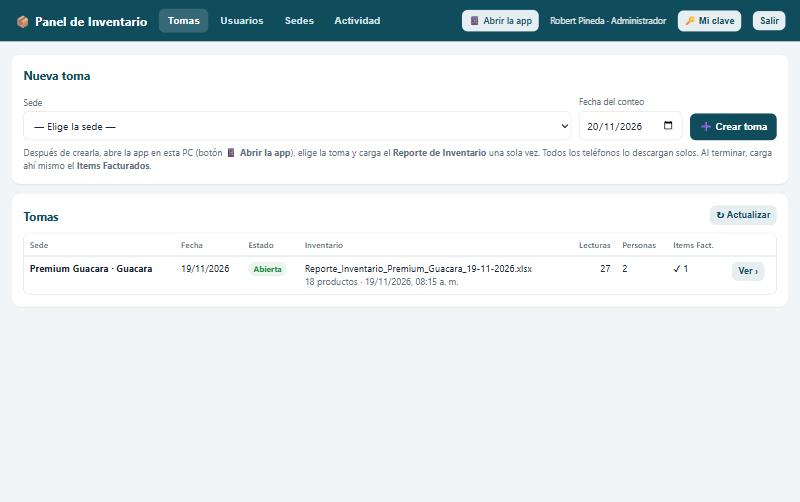 Panel de Inventario
Tomas
Usuarios
Sedes
Actividad
Abrir la app
Robert Pineda · Administrador
Mi clave
Salir
Nueva toma
Sede
Fecha del conteo
— Elige la sede —
20/11/2026
Crear toma
Después de crearla, abre la app en esta PC (botón Abrir la app), elige la toma y carga el Reporte de Inventario una sola vez. Todos los teléfonos lo descargan solos. Al terminar, carga
ahí mismo el Items Facturados.
Tomas
↻ Actualizar
Sede Fecha Estado Inventario Lecturas Personas Items Fact.
Premium Guacara · Guacara 19/11/2026 Abierta Reporte_Inventario_Premium_Guacara_19-11-2026.xlsx 27 2 ✓ 1 Ver ›
18 productos · 19/11/2026, 08:15 a. m.